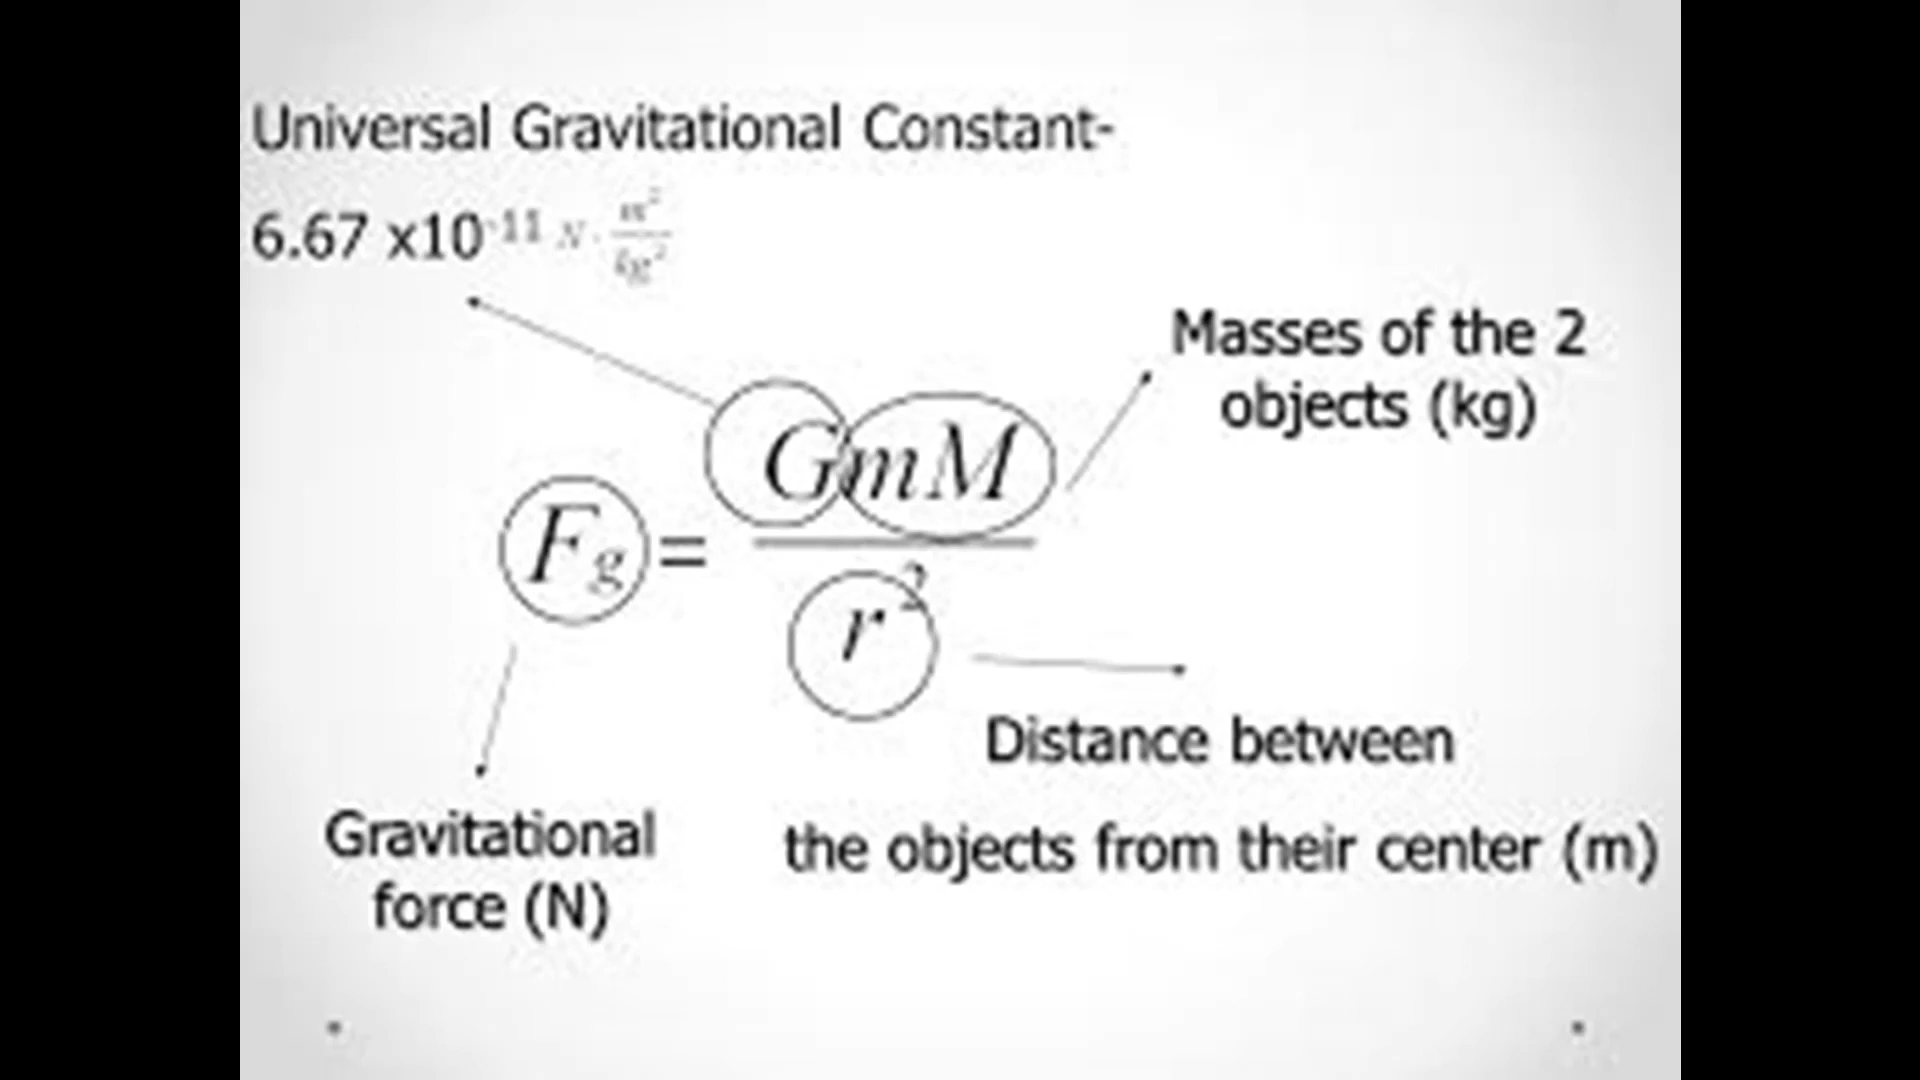 Universal Gravitational Constant-
6.67 x10⁻¹¹ N · m²/kg²
Masses of the 2
objects (kg)
F_g = GmM/r²
Distance between
the objects from their center (m)
Gravitational
force (N)